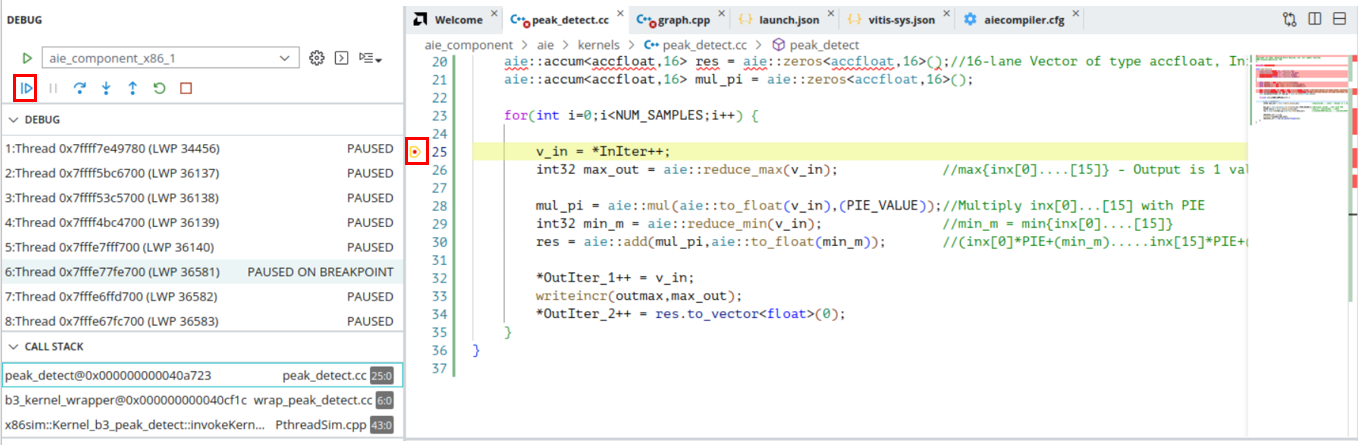 DEBUG
aie_component_x86_1
DEBUG
1:Thread 0x7ffff7e49780 (LWP 34456) PAUSED
2:Thread 0x7ffff5bc6700 (LWP 36137) PAUSED
3:Thread 0x7ffff53c5700 (LWP 36138) PAUSED
4:Thread 0x7ffff4bc4700 (LWP 36139) PAUSED
5:Thread 0x7fffe7fff700 (LWP 36140) PAUSED
6:Thread 0x7fffe77fe700 (LWP 36581) PAUSED ON BREAKPOINT
7:Thread 0x7fffe6ffd700 (LWP 36582) PAUSED
8:Thread 0x7fffe67fc700 (LWP 36583) PAUSED
CALL STACK
peak_detect@0x000000000040a723 peak_detect.cc 25:0
b3_kernel_wrapper@0x000000000040cf1c wrap_peak_detect.cc 6:0
x86sim::Kernel_b3_peak_detect::invokeKern... PthreadSim.cpp 43:0
Welcome × C++ peak_detect.cc × C++ graph.cpp × {} launch.json × {} vitis-sys.json × aiecompiler.cfg ×
aie_component > aie > kernels > C++ peak_detect.cc > peak_detect
20 aie::accum<accfloat,16> res = aie::zeros<accfloat,16>();//16-lane Vector of type accfloat, In
21 aie::accum<accfloat,16> mul_pi = aie::zeros<accfloat,16>();
22
23 for(int i=0;i<NUM_SAMPLES;i++) {
24
25 v_in = *InIter++;
26 int32 max_out = aie::reduce_max(v_in); //max{inx[0]....[15]} - Output is 1 val
27
28 mul_pi = aie::mul(aie::to_float(v_in),(PIE_VALUE));//Multiply inx[0]...[15] with PIE
29 int32 min_m = aie::reduce_min(v_in); //min_m = min{inx[0]....[15]}
30 res = aie::add(mul_pi,aie::to_float(min_m)); //(inx[0]*PIE+(min_m).....inx[15]*PIE+(
31
32 *OutIter_1++ = v_in;
33 writeincr(outmax,max_out);
34 *OutIter_2++ = res.to_vector<float>(0);
35 }
36 }
37